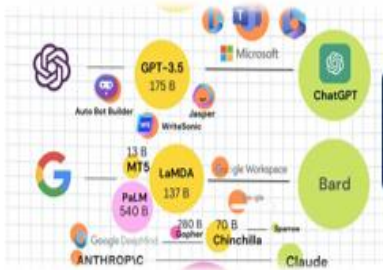 Microsoft
GPT-3.5
175 B
ChatGPT
Auto Bot Builder
Jasper
WriteSonic
13 B
MT5
LaMDA
137 B
Google Workspace
Bard
PaLM
540 B
280 B
Gopher
70 B
Chinchilla
Sparrow
Google DeepMind
ANTHROP\C
Claude